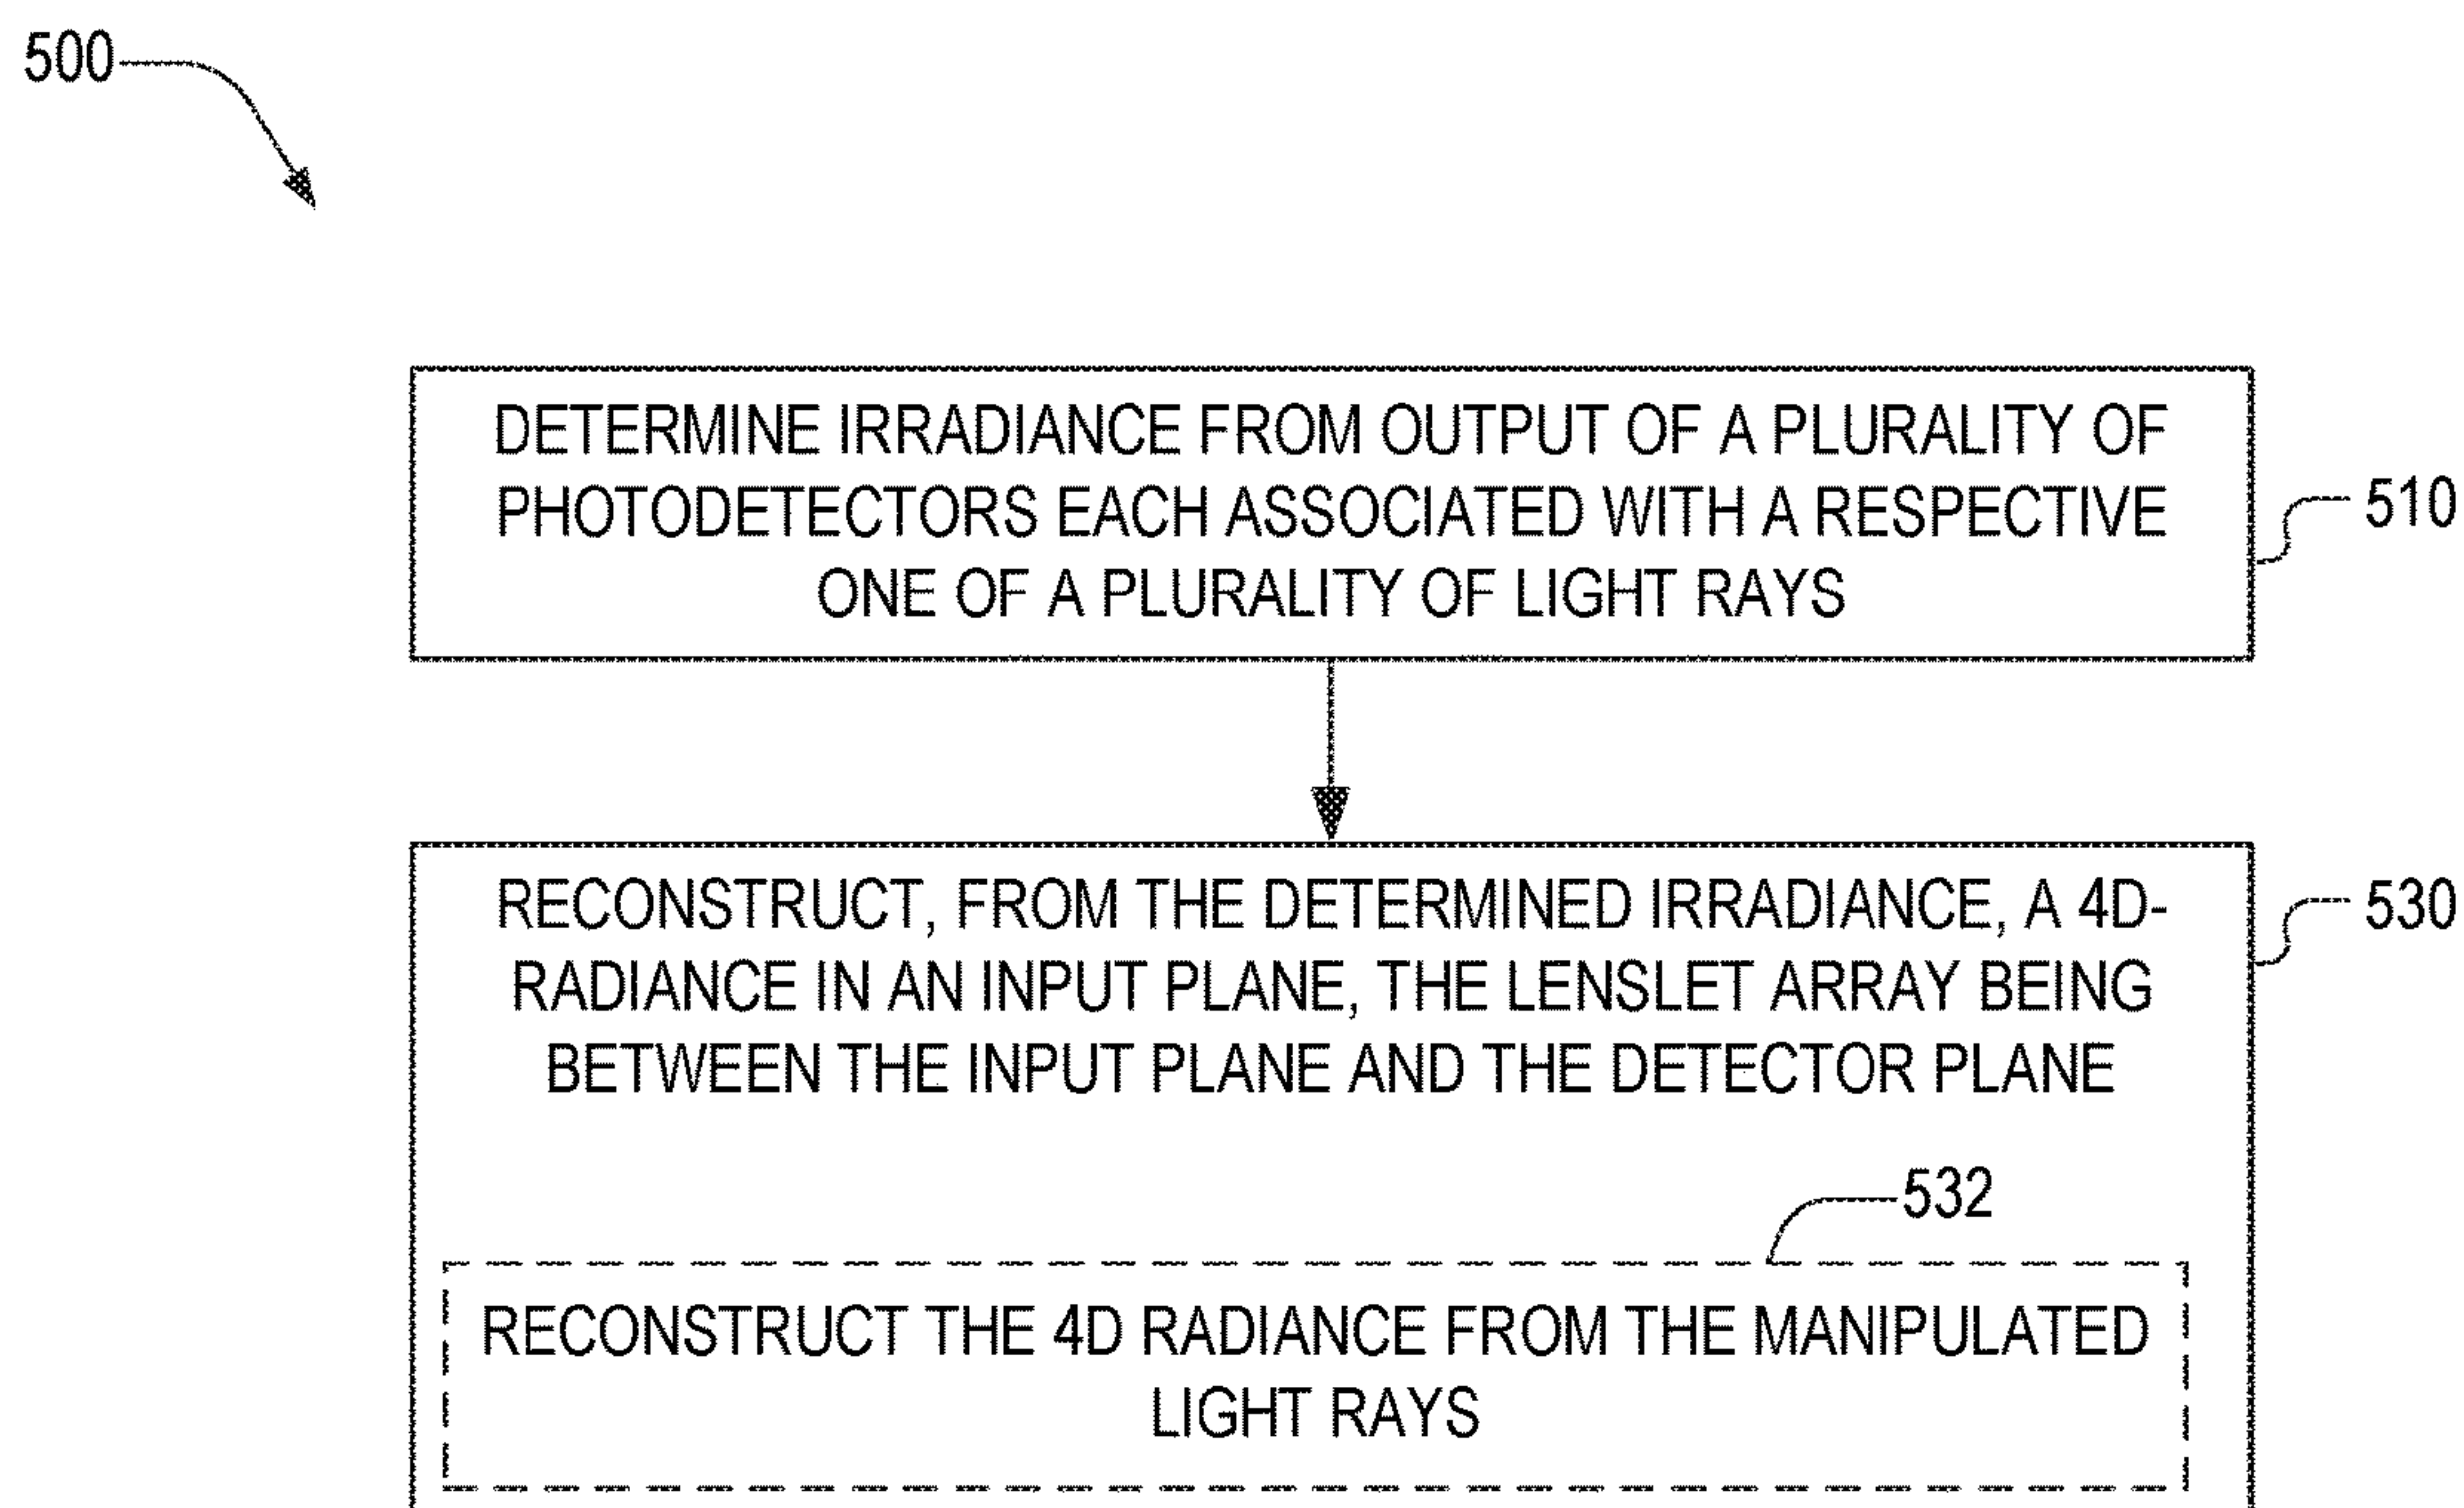 500
DETERMINE IRRADIANCE FROM OUTPUT OF A PLURALITY OF
PHOTODETECTORS EACH ASSOCIATED WITH A RESPECTIVE
ONE OF A PLURALITY OF LIGHT RAYS
510
RECONSTRUCT, FROM THE DETERMINED IRRADIANCE, A 4D-
RADIANCE IN AN INPUT PLANE, THE LENSLET ARRAY BEING
BETWEEN THE INPUT PLANE AND THE DETECTOR PLANE
530
532
RECONSTRUCT THE 4D RADIANCE FROM THE MANIPULATED
LIGHT RAYS